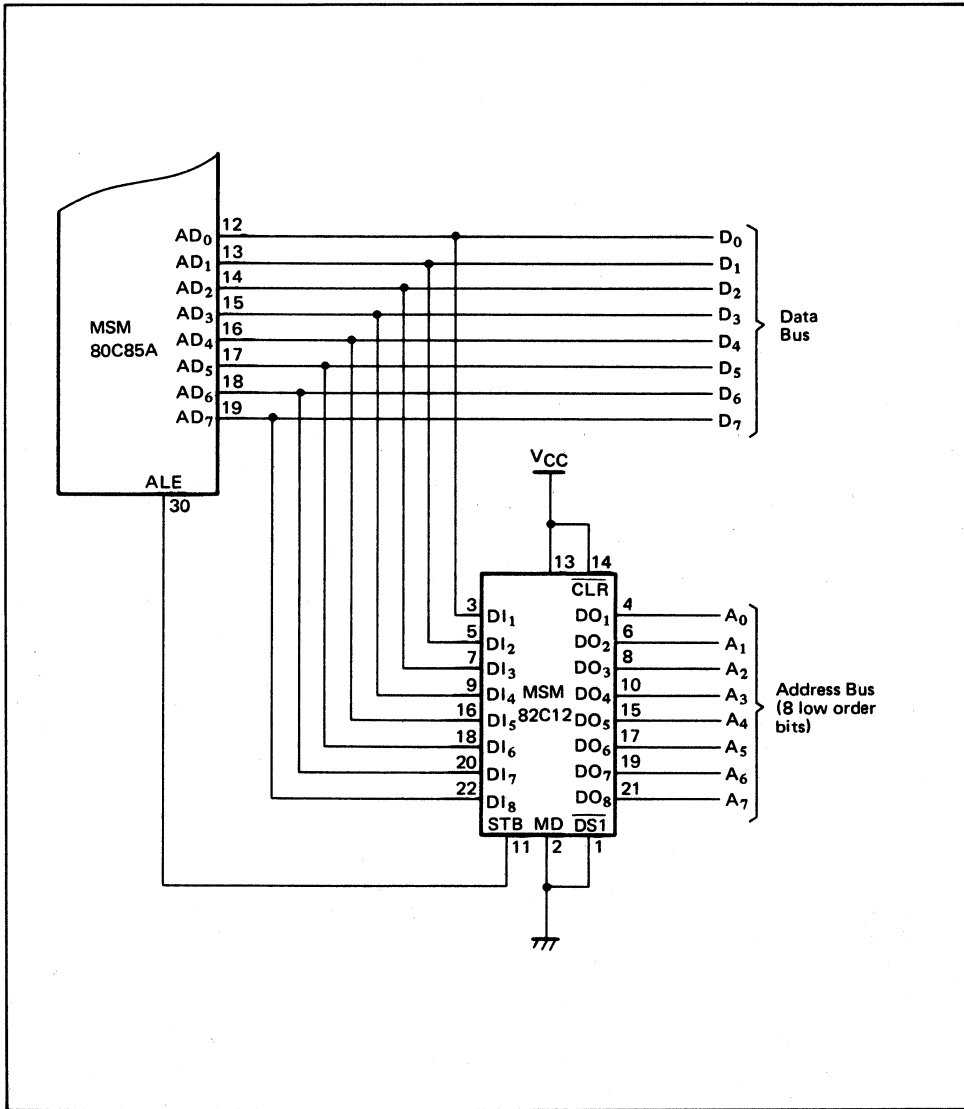 12
AD₀
D₀
13
AD₁
D₁
14
AD₂
D₂
15
AD₃
D₃
MSM
80C85A
16
AD₄
D₄
17
AD₅
D₅
18
AD₆
D₆
19
AD₇
D₇
Data
Bus
ALE
30
VCC
13 14
C̅L̅R̅
3 DI₁ DO₁ 4 A₀
5 DI₂ DO₂ 6 A₁
7 DI₃ DO₃ 8 A₂
9 DI₄ DO₄ 10 A₃
MSM
82C12
16 DI₅ DO₅ 15 A₄
18 DI₆ DO₆ 17 A₅
20 DI₇ DO₇ 19 A₆
22 DI₈ DO₈ 21 A₇
Address Bus
(8 low order
bits)
STB MD D̅S̅1̅
11 2 1